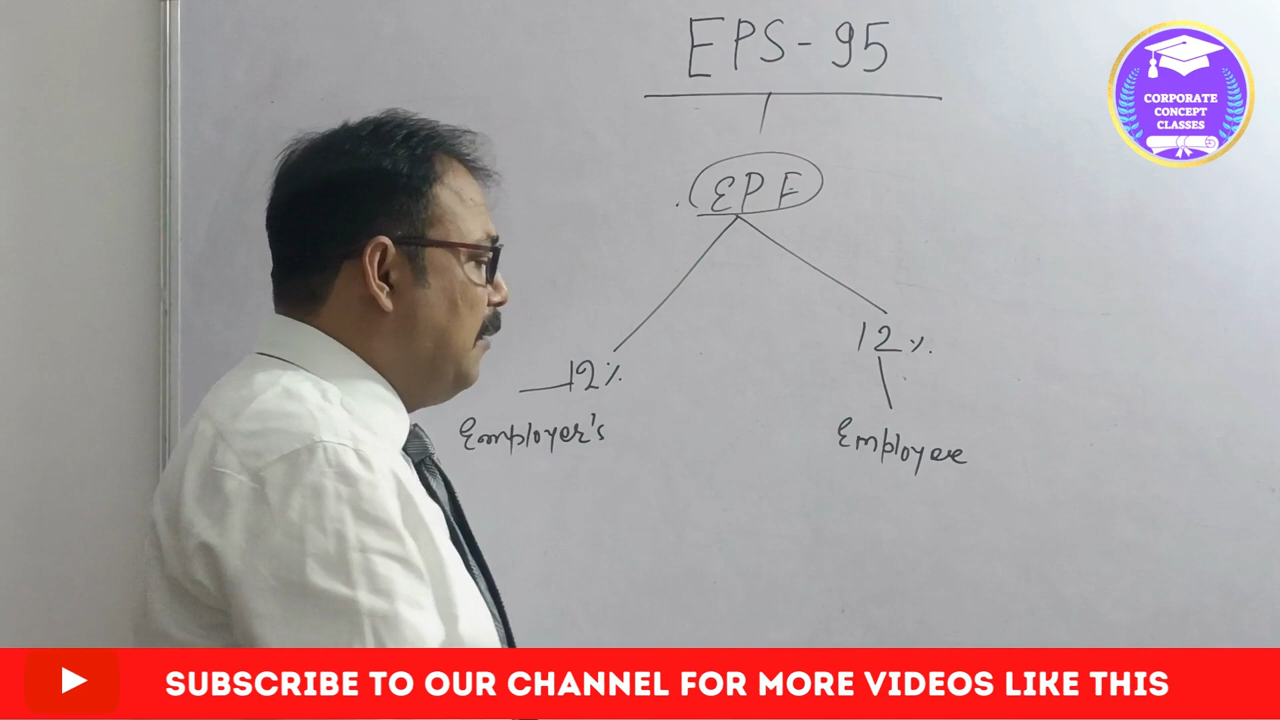 EPS-95
EPF
12%
Employer's
12%
Employee
CORPORATE
CONCEPT
CLASSES
SUBSCRIBE TO OUR CHANNEL FOR MORE VIDEOS LIKE THIS